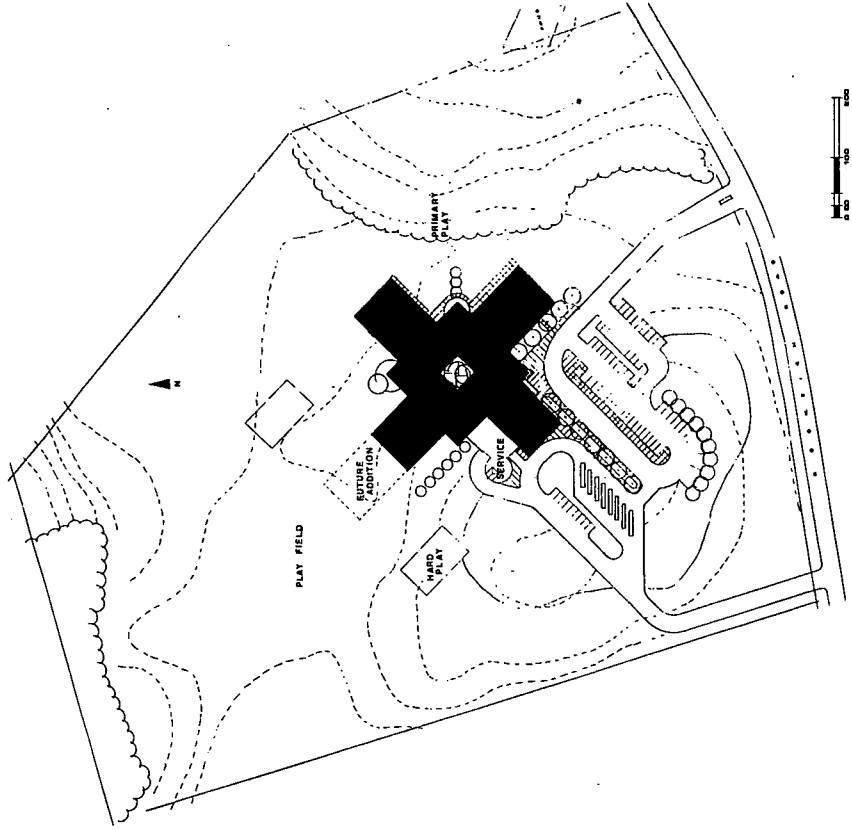 N
PLAY FIELD
FUTURE
ADDITION
HARD
PLAY
PRIMARY
PLAY
SERVICE
0 50 100 200